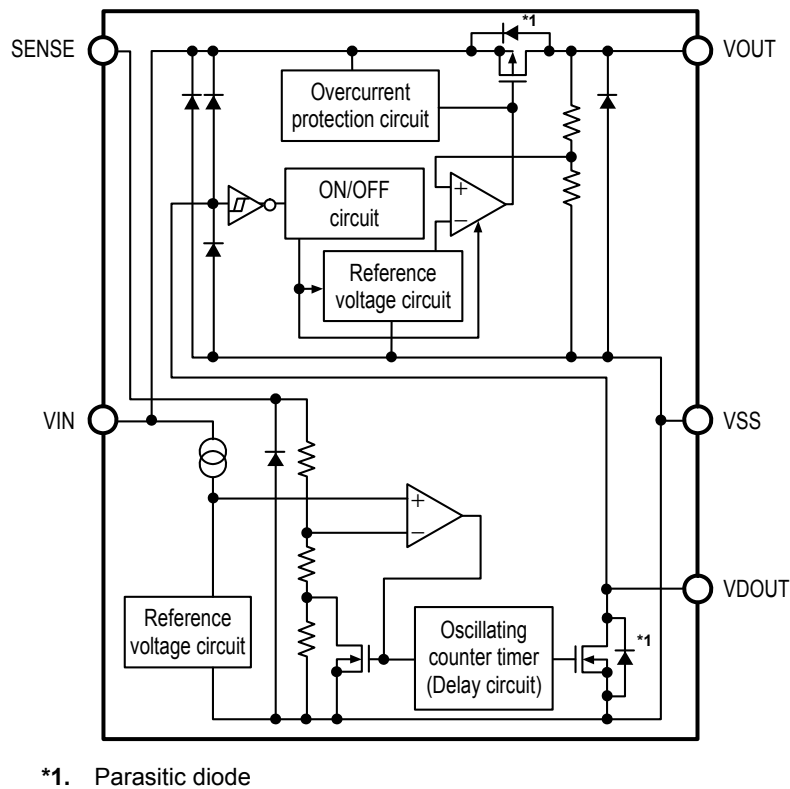 *1
SENSE
VOUT
Overcurrent
protection circuit
ON/OFF
circuit
+
−
Reference
voltage circuit
VIN
VSS
+
−
VDOUT
Reference
voltage circuit
Oscillating
counter timer
(Delay circuit)
*1
*1. Parasitic diode